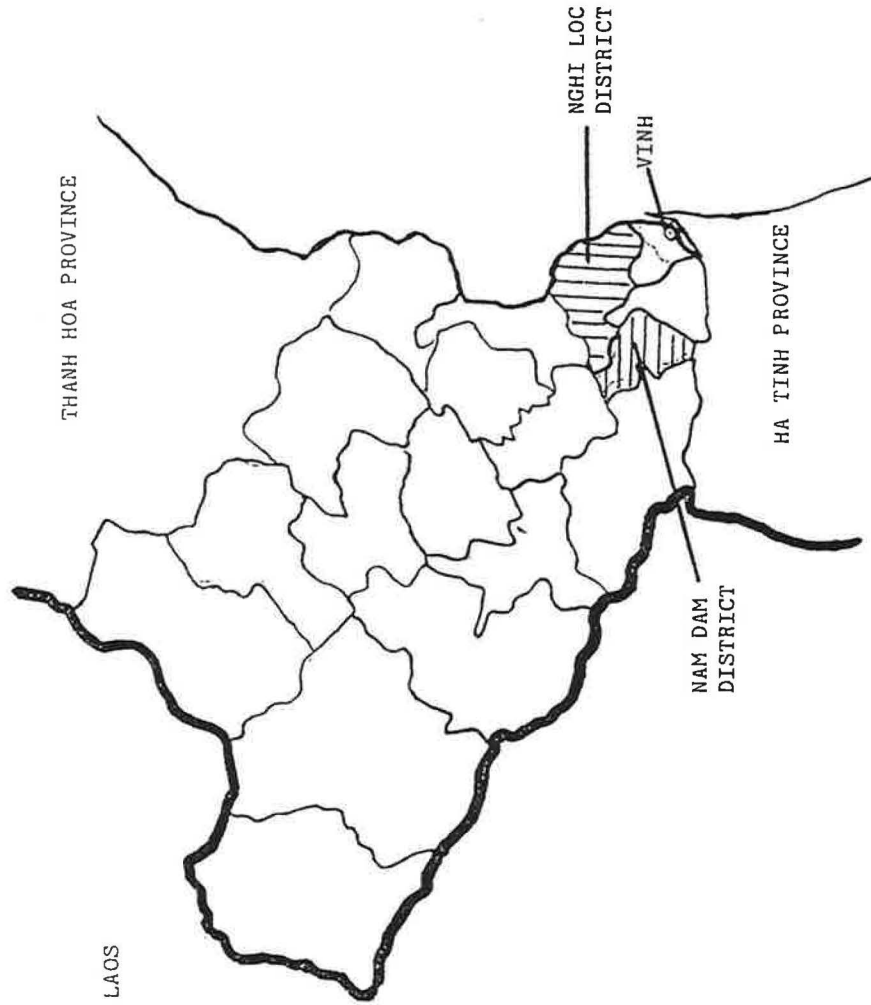 LAOS
THANH HOA PROVINCE
NGHI LOC
DISTRICT
VINH
HA TINH PROVINCE
NAM DAM
DISTRICT